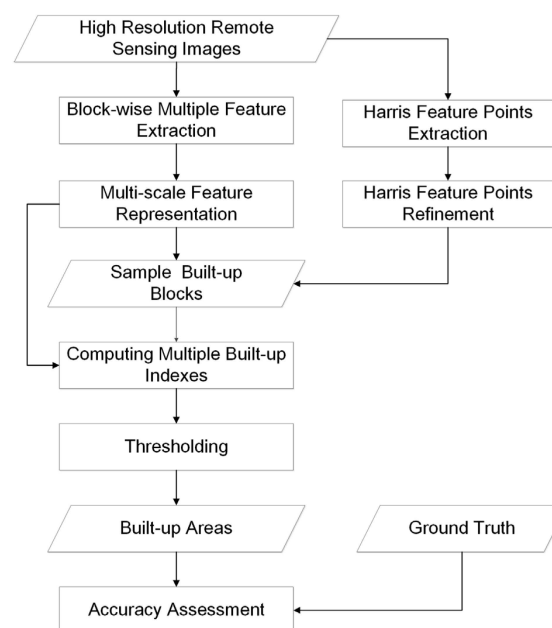 High Resolution Remote
Sensing Images
Block-wise Multiple Feature
Extraction
Harris Feature Points
Extraction
Multi-scale Feature
Representation
Harris Feature Points
Refinement
Sample Built-up
Blocks
Computing Multiple Built-up
Indexes
Thresholding
Built-up Areas
Ground Truth
Accuracy Assessment